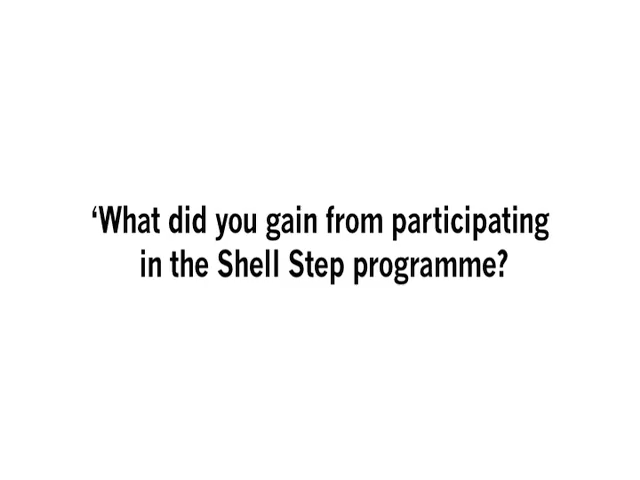 ‘What did you gain from participating
in the Shell Step programme?